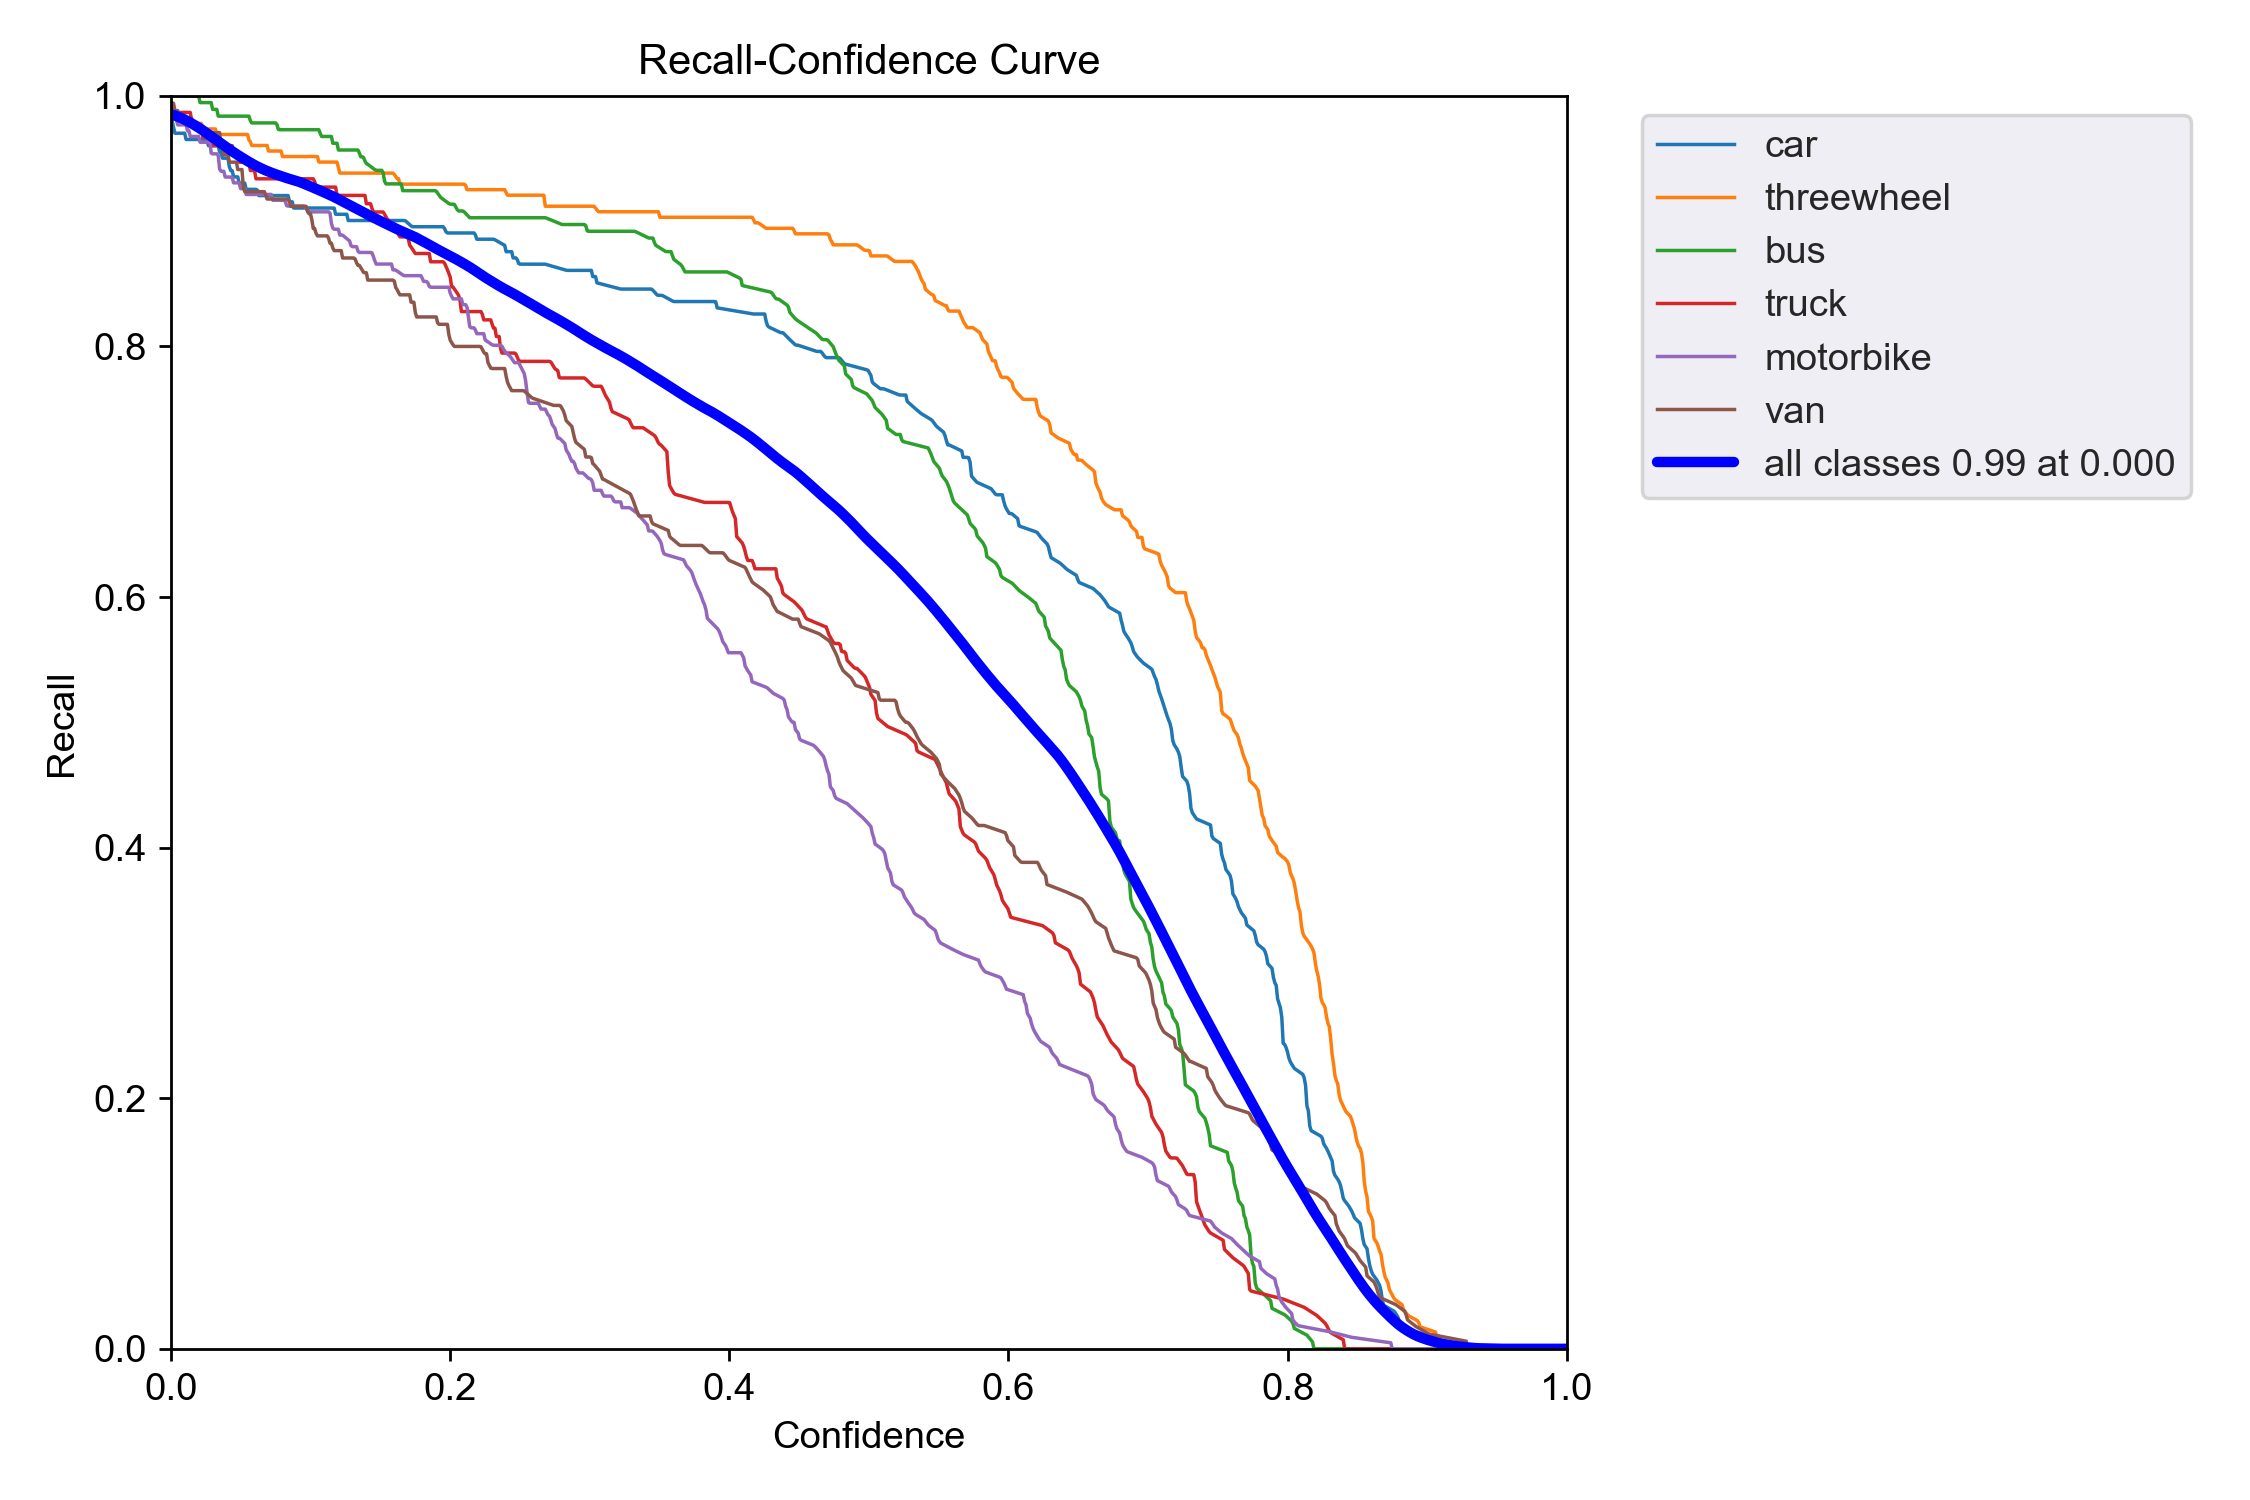 Recall-Confidence Curve
1.0
0.8
0.6
0.4
0.2
0.0
Recall
0.0 0.2 0.4 0.6 0.8 1.0
Confidence
car
threewheel
bus
truck
motorbike
van
all classes 0.99 at 0.000